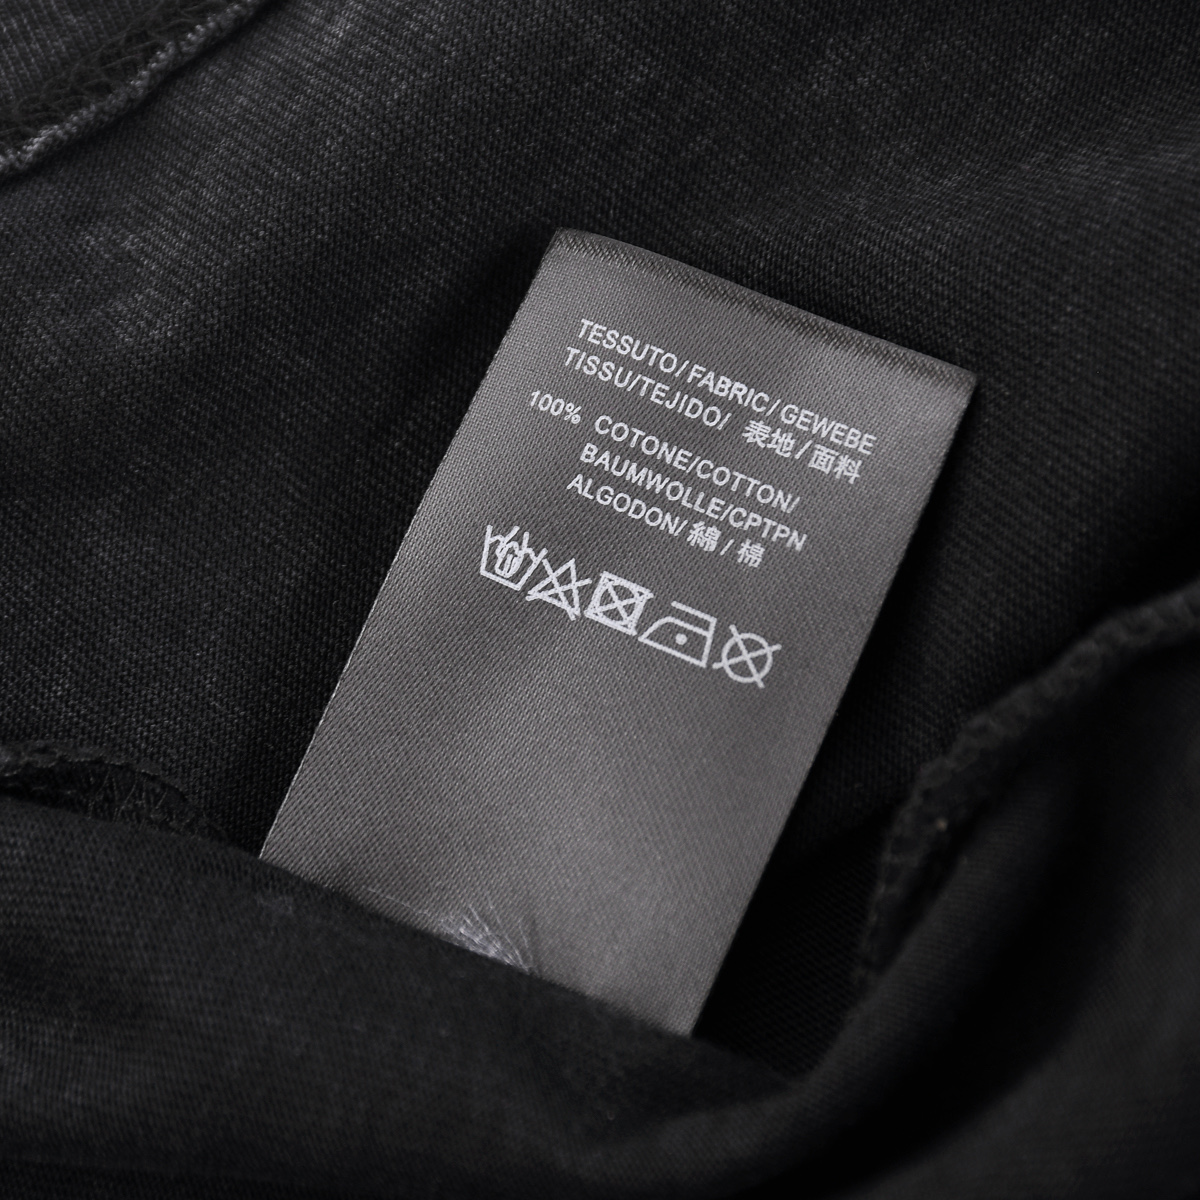 TESSUTO/FABRIC/GEWEBE
TISSU/TEJIDO/ 表地/面料
100% COTONE/COTTON/
BAUMWOLLE/CPTPN
ALGODON/綿/棉